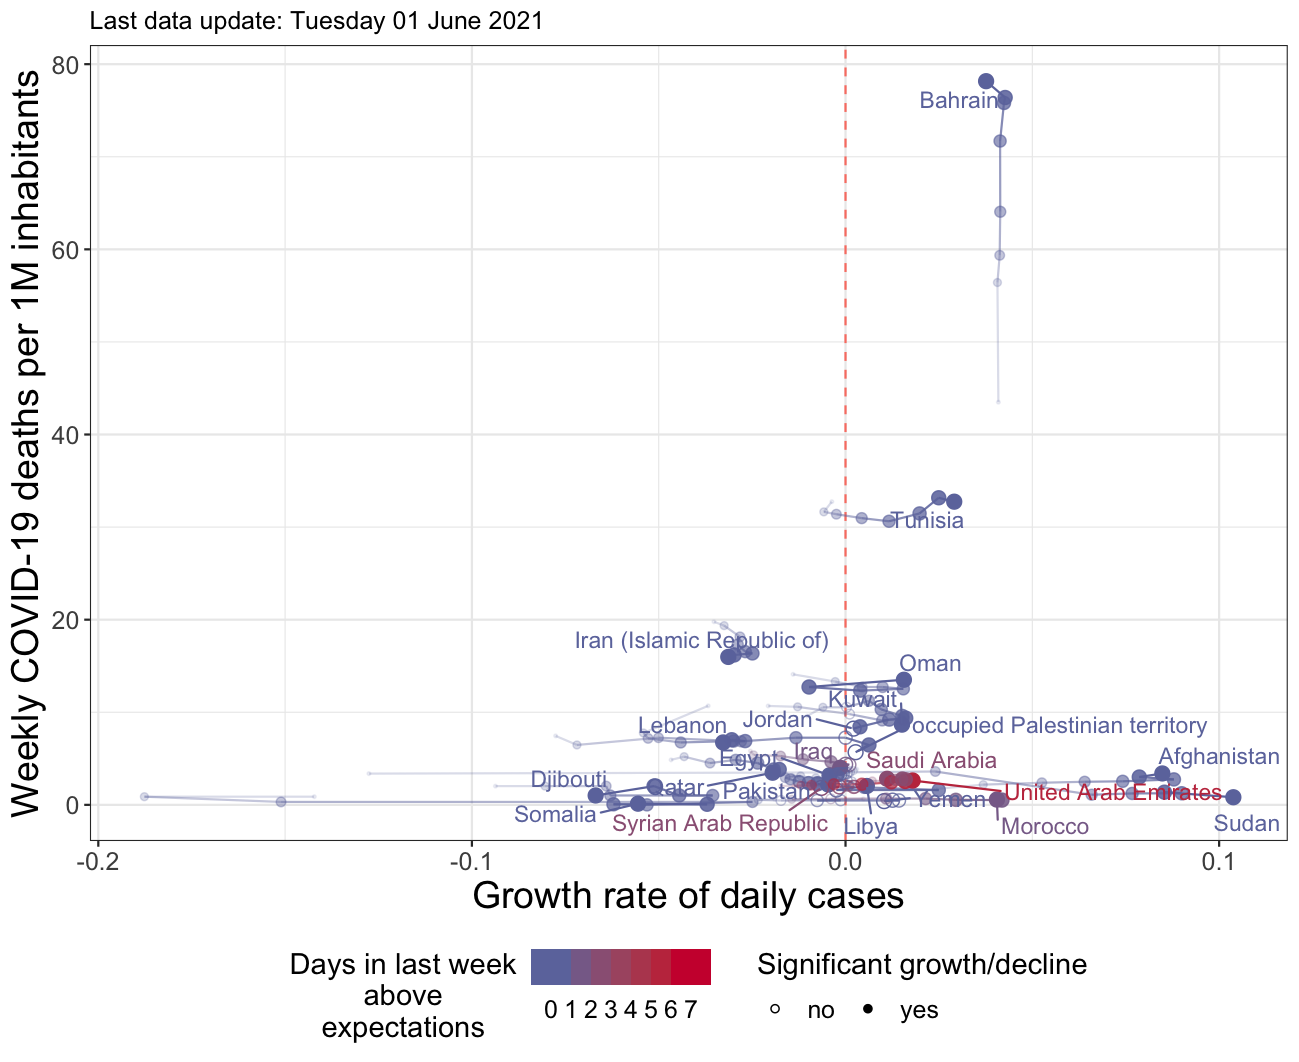 Last data update: Tuesday 01 June 2021
Weekly COVID-19 deaths per 1M inhabitants
80
60
40
20
0
Bahrain
Tunisia
Iran (Islamic Republic of)
Oman
Kuwait
Jordan
Lebanon
occupied Palestinian territory
Egypt
Iraq
Saudi Arabia
Afghanistan
Djibouti
Qatar
Pakistan
Yemen
United Arab Emirates
Somalia
Syrian Arab Republic
Libya
Morocco
Sudan
-0.2
-0.1
0.0
0.1
Growth rate of daily cases
Days in last week
above
expectations
0 1 2 3 4 5 6 7
Significant growth/decline
no
yes